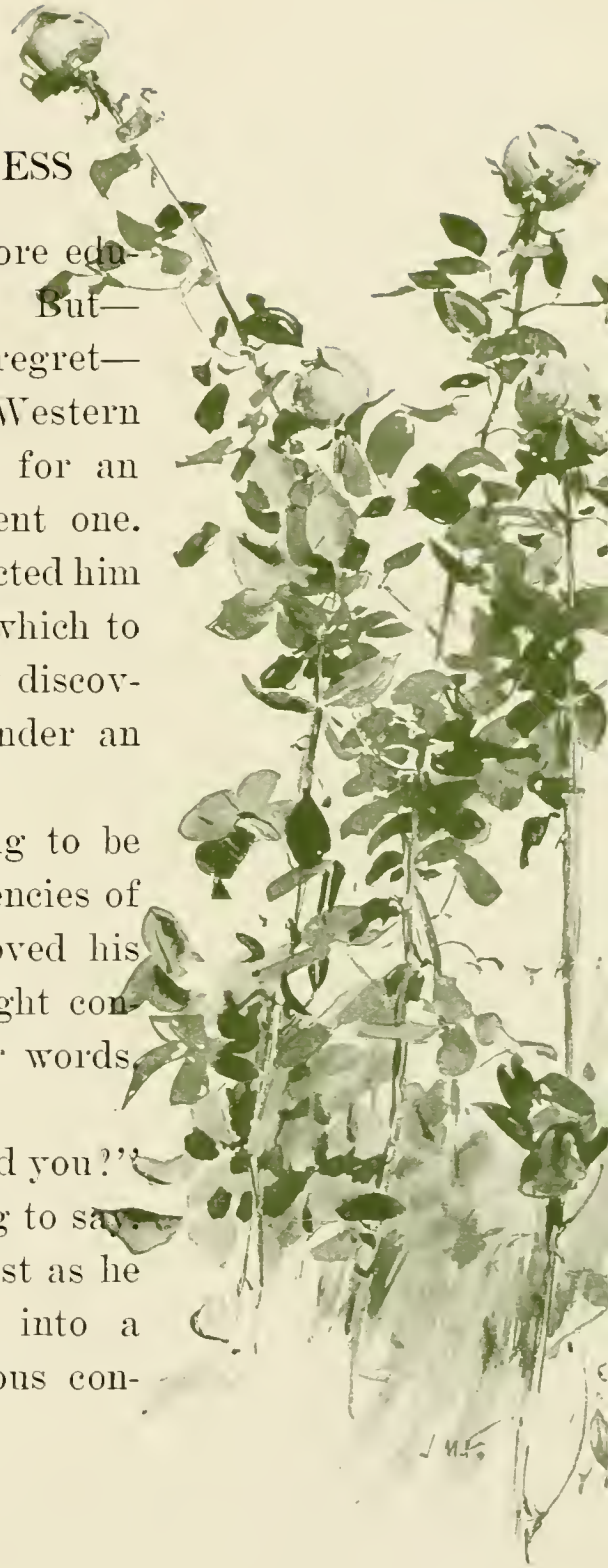 ESS
ore edu-
But—
regret—
Western
for an
ent one.
cted him
which to
discov-
nder an
g to be
encies of
oved his
ght con-
r words,
d you?”
g to say.
st as he
into a
ous con-